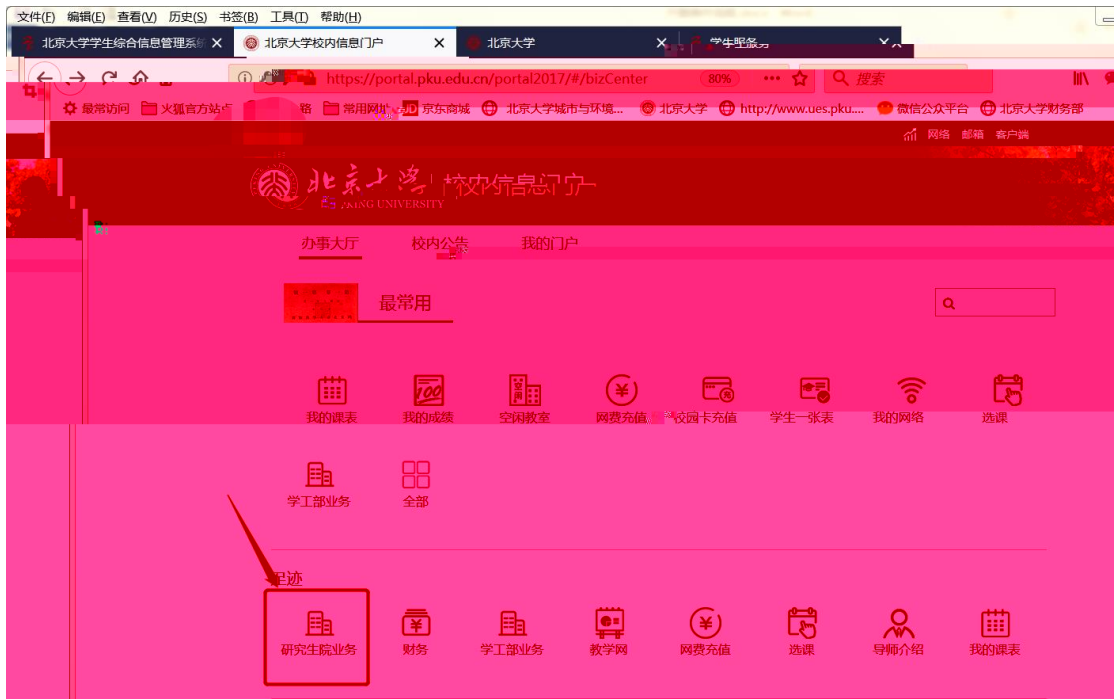 文件(F) 编辑(E) 查看(V) 历史(S) 书签(B) 工具(T) 帮助(H)
北京大学学生综合信息管理系统 北京大学校内信息门户 北京大学
https://portal.pku.edu.cn/portal2017/#/bizCenter 80% 搜索
最常访问 火狐官方站点 常用网址 JD 京东商城 北京大学城市与环境... 北京大学 http://www.ues.pku.... 微信公众平台 北京大学财务部
网络 邮箱 客户端
北京大学 校内信息门户
UNIVERSITY
办事大厅 校内公告 我的门户
最常用
我的课表 我的成绩 空闲教室 网费充值 校园卡充值 学生一张表 我的网络 选课
学工部业务 全部
足迹
研究生院业务 财务 学工部业务 教学网 网费充值 选课 导师介绍 我的课表